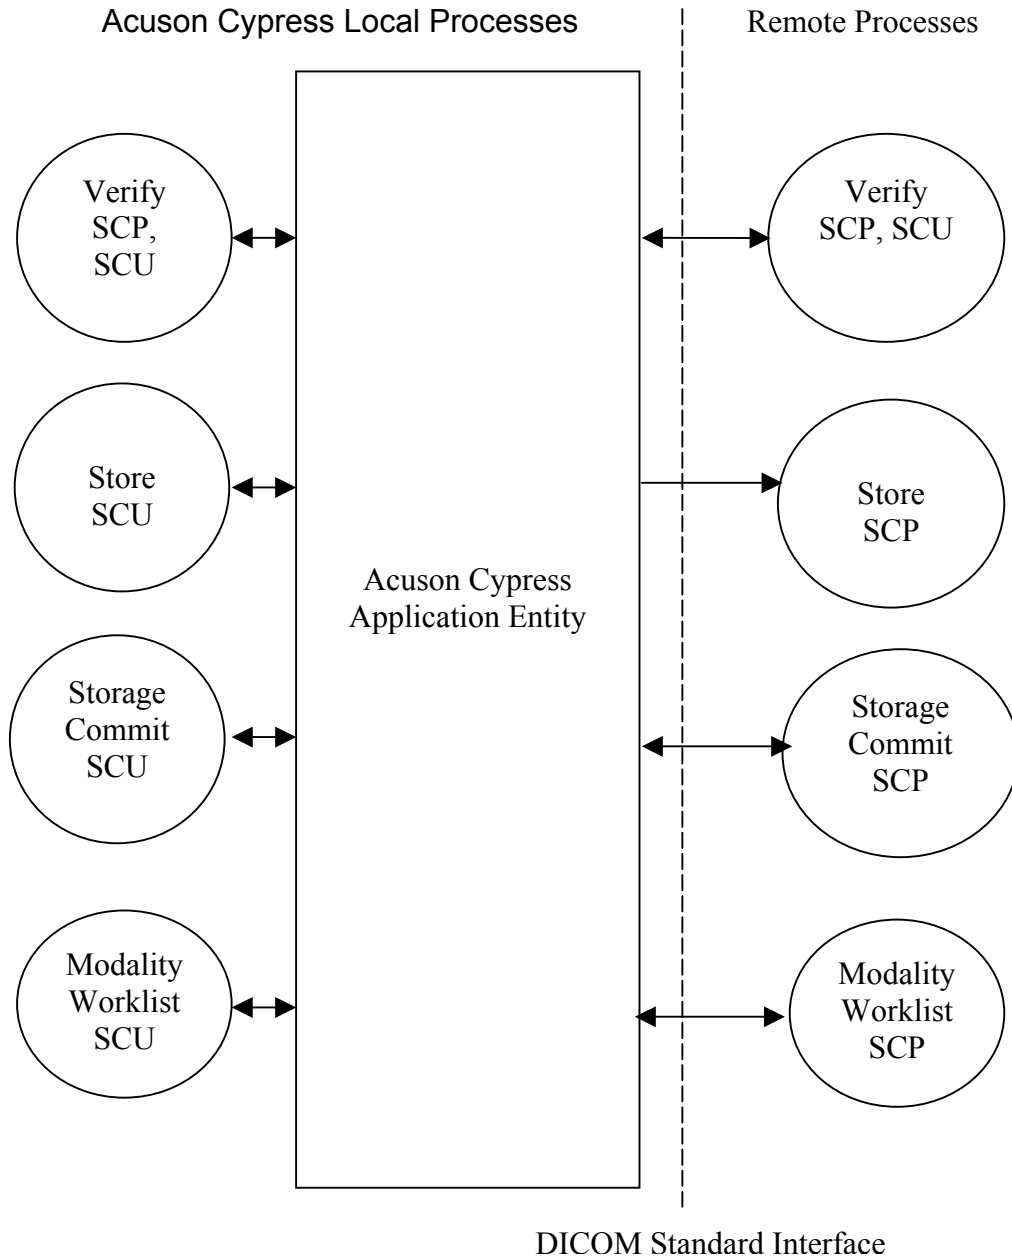 Acuson Cypress Local Processes
Remote Processes
Verify
SCP,
SCU
Verify
SCP, SCU
Store
SCU
Store
SCP
Acuson Cypress
Application Entity
Storage
Commit
SCU
Storage
Commit
SCP
Modality
Worklist
SCU
Modality
Worklist
SCP
DICOM Standard Interface